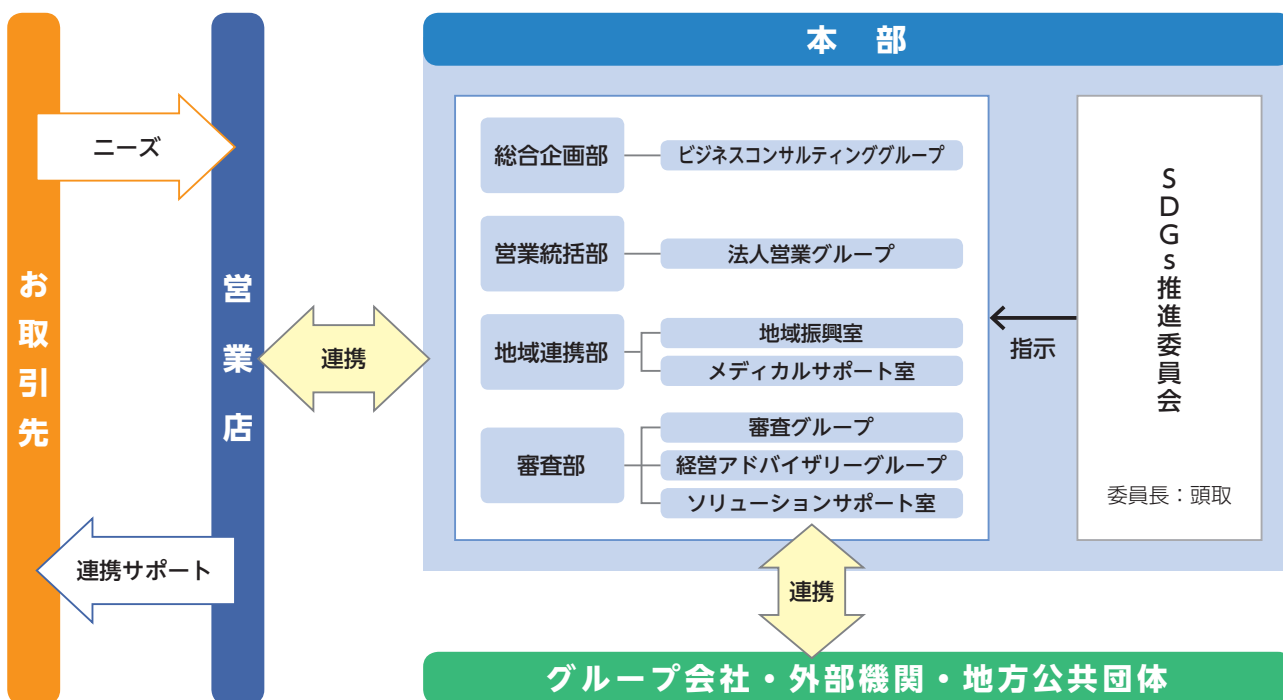 お取引先
ニーズ
連携サポート
営業店
連携
本部
総合企画部
ビジネスコンサルティンググループ
営業統括部
法人営業グループ
地域連携部
地域振興室
メディカルサポート室
審査部
審査グループ
経営アドバイザリーグループ
ソリューションサポート室
指示
SDGs推進委員会
委員長：頭取
連携
グループ会社・外部機関・地方公共団体